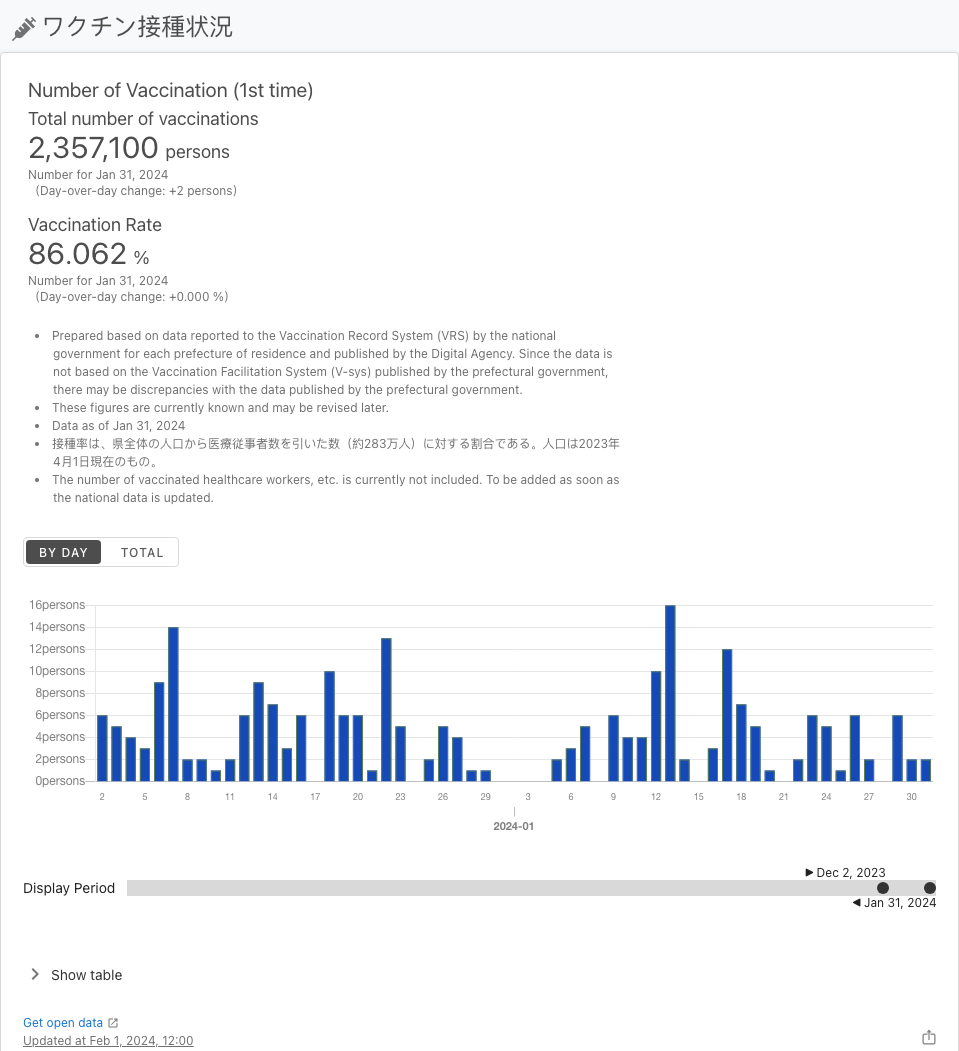 ワクチン接種状況
Number of Vaccination (1st time)
Total number of vaccinations
2,357,100 persons
Number for Jan 31, 2024
(Day-over-day change: +2 persons)
Vaccination Rate
86.062 %
Number for Jan 31, 2024
(Day-over-day change: +0.000 %)
• Prepared based on data reported to the Vaccination Record System (VRS) by the national
government for each prefecture of residence and published by the Digital Agency. Since the data is
not based on the Vaccination Facilitation System (V-sys) published by the prefectural government,
there may be discrepancies with the data published by the prefectural government.
• These figures are currently known and may be revised later.
• Data as of Jan 31, 2024
• 接種率は、県全体の人口から医療従事者数を引いた数（約283万人）に対する割合である。人口は2023年
4月1日現在のもの。
• The number of vaccinated healthcare workers, etc. is currently not included. To be added as soon as
the national data is updated.
BY DAY TOTAL
16persons
14persons
12persons
10persons
8persons
6persons
4persons
2persons
0persons
2 5 8 11 14 17 20 23 26 29 3 6 9 12 15 18 21 24 27 30
2024-01
Dec 2, 2023
Display Period
Jan 31, 2024
Show table
Get open data
Updated at Feb 1, 2024, 12:00